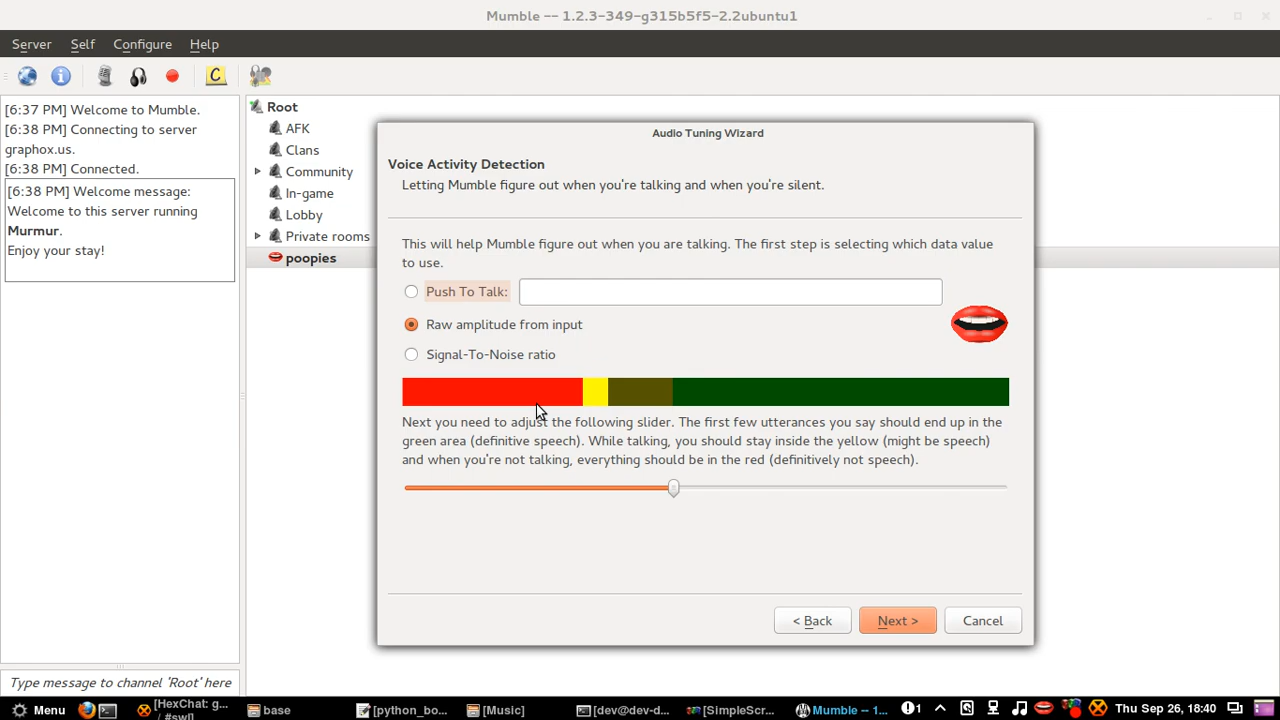 Mumble -- 1.2.3-349-g315b5f5-2.2ubuntu1
Server Self Configure Help
C
[6:37 PM] Welcome to Mumble.
[6:38 PM] Connecting to server
graphox.us.
[6:38 PM] Connected.
[6:38 PM] Welcome message:
Welcome to this server running
Murmur.
Enjoy your stay!
Root
AFK
Clans
Community
In-game
Lobby
Private rooms
poopies
Audio Tuning Wizard
Voice Activity Detection
Letting Mumble figure out when you're talking and when you're silent.
This will help Mumble figure out when you are talking. The first step is selecting which data value
to use.
Push To Talk:
Raw amplitude from input
Signal-To-Noise ratio
Next you need to adjust the following slider. The first few utterances you say should end up in the
green area (definitive speech). While talking, you should stay inside the yellow (might be speech)
and when you're not talking, everything should be in the red (definitively not speech).
< Back Next > Cancel
Type message to channel 'Root' here
Menu
[HexChat: g...
/ #swl]
base
[python_bo...
[Music]
[dev@dev-d...
[SimpleScr...
Mumble -- 1...
1
Thu Sep 26, 18:40